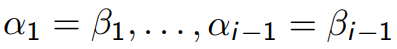 α₁ = β₁, . . . , αᵢ₋₁ = βᵢ₋₁